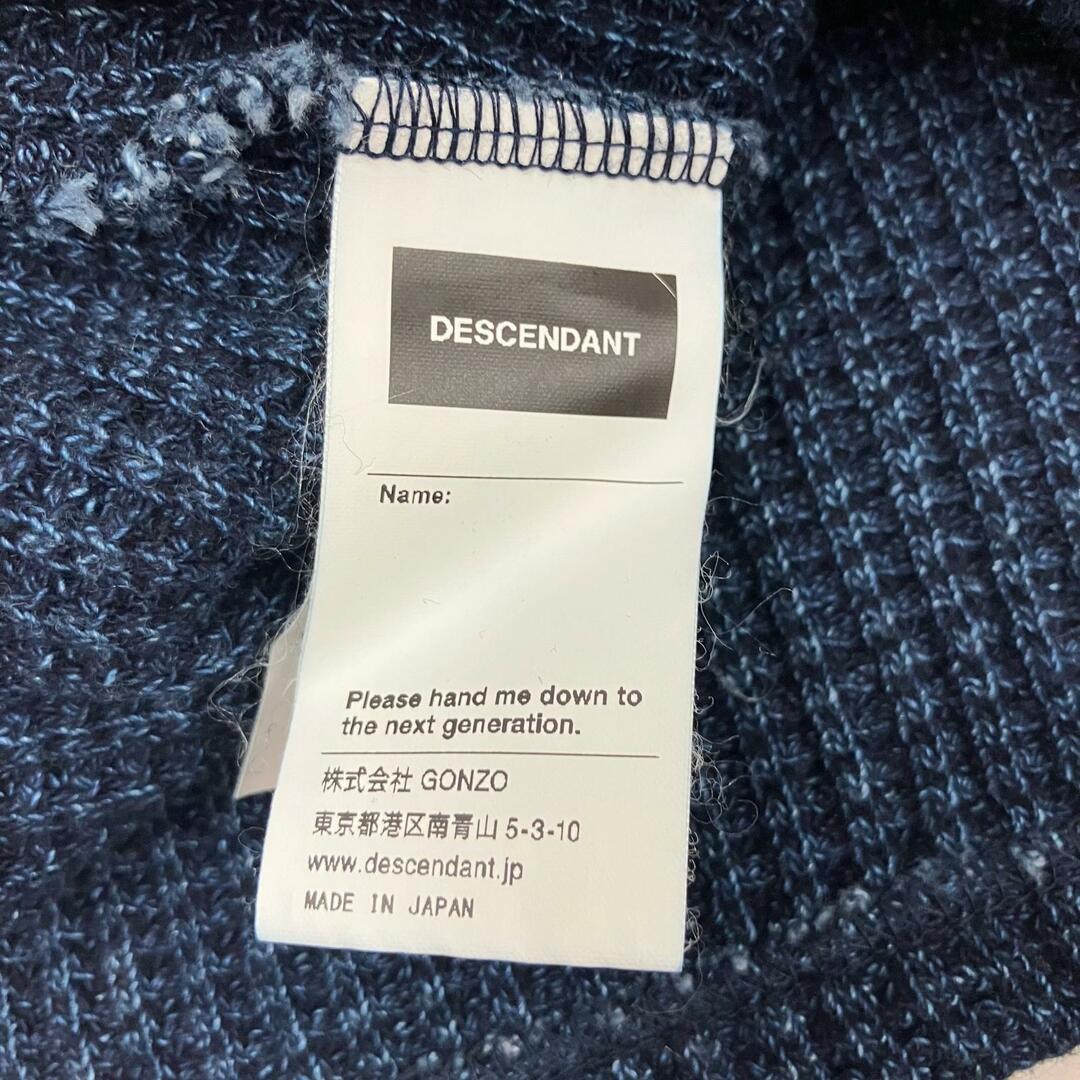 DESCENDANT
Name:
Please hand me down to
the next generation.
株式会社 GONZO
東京都港区南青山 5-3-10
www.descendant.jp
MADE IN JAPAN